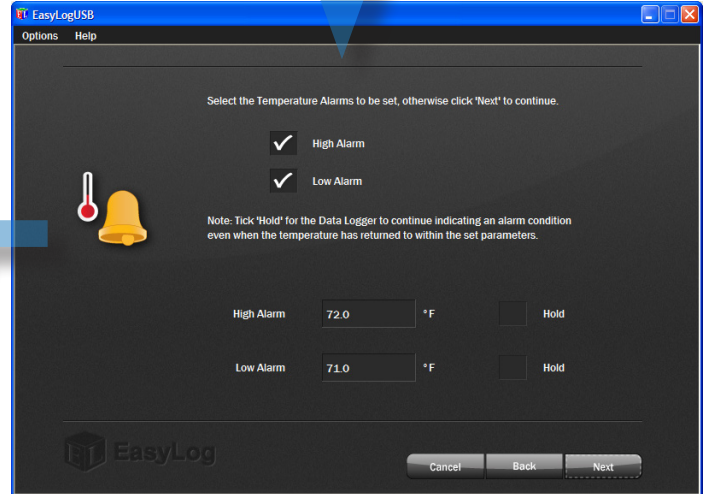 EasyLogUSB
Options Help
Select the Temperature Alarms to be set, otherwise click 'Next' to continue.
High Alarm
Low Alarm
Note: Tick 'Hold' for the Data Logger to continue indicating an alarm condition
even when the temperature has returned to within the set parameters.
High Alarm 72.0 °F Hold
Low Alarm 71.0 °F Hold
EL EasyLog
Cancel Back Next